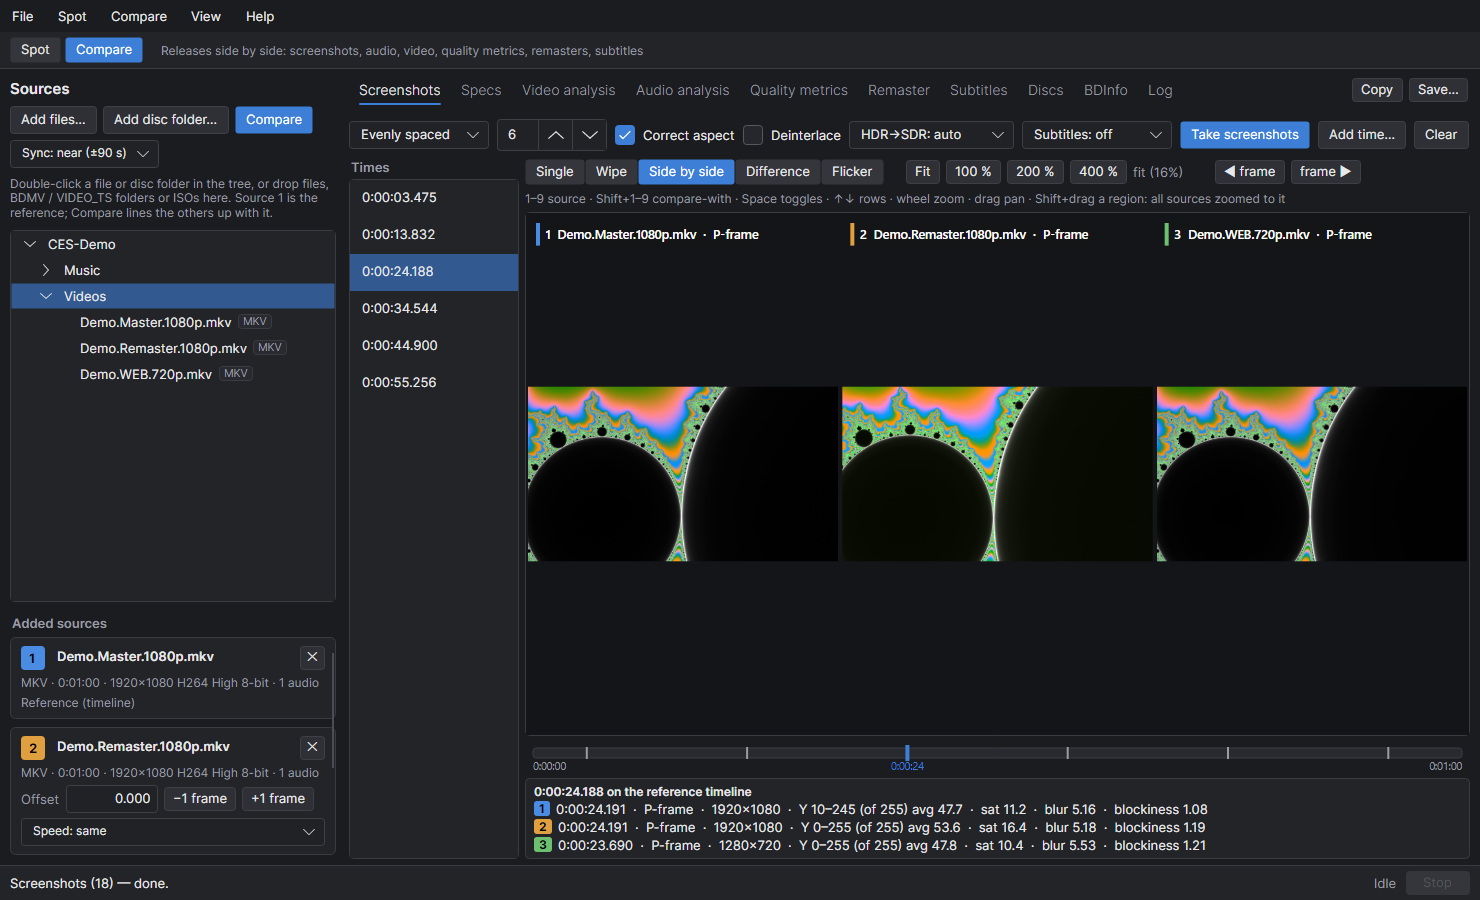 File Spot Compare View Help
Spot Compare Releases side by side: screenshots, audio, video, quality metrics, remasters, subtitles
Sources
Add files... Add disc folder... Compare
Sync: near (±90 s)
Double-click a file or disc folder in the tree, or drop files,
BDMV / VIDEO_TS folders or ISOs here. Source 1 is the
reference; Compare lines the others up with it.
CES-Demo
Music
Videos
Demo.Master.1080p.mkv MKV
Demo.Remaster.1080p.mkv MKV
Demo.WEB.720p.mkv MKV
Added sources
1 Demo.Master.1080p.mkv
MKV · 0:01:00 · 1920×1080 H264 High 8-bit · 1 audio
Reference (timeline)
2 Demo.Remaster.1080p.mkv
MKV · 0:01:00 · 1920×1080 H264 High 8-bit · 1 audio
Offset 0.000 −1 frame +1 frame
Speed: same
Screenshots Specs Video analysis Audio analysis Quality metrics Remaster Subtitles Discs BDInfo Log Copy Save...
Evenly spaced 6 Correct aspect Deinterlace HDR→SDR: auto Subtitles: off Take screenshots Add time... Clear
Times
0:00:03.475
0:00:13.832
0:00:24.188
0:00:34.544
0:00:44.900
0:00:55.256
Single Wipe Side by side Difference Flicker Fit 100 % 200 % 400 % fit (16%) ◀ frame frame ▶
1–9 source · Shift+1–9 compare-with · Space toggles · ↑↓ rows · wheel zoom · drag pan · Shift+drag a region: all sources zoomed to it
1 Demo.Master.1080p.mkv · P-frame 2 Demo.Remaster.1080p.mkv · P-frame 3 Demo.WEB.720p.mkv · P-frame
0:00:00 0:00:24 0:01:00
0:00:24.188 on the reference timeline
1 0:00:24.191 · P-frame · 1920×1080 · Y 10–245 (of 255) avg 47.7 · sat 11.2 · blur 5.16 · blockiness 1.08
2 0:00:24.191 · P-frame · 1920×1080 · Y 0–255 (of 255) avg 53.6 · sat 16.4 · blur 5.18 · blockiness 1.19
3 0:00:23.690 · P-frame · 1280×720 · Y 0–255 (of 255) avg 47.8 · sat 10.4 · blur 5.53 · blockiness 1.21
Screenshots (18) — done. Idle Stop